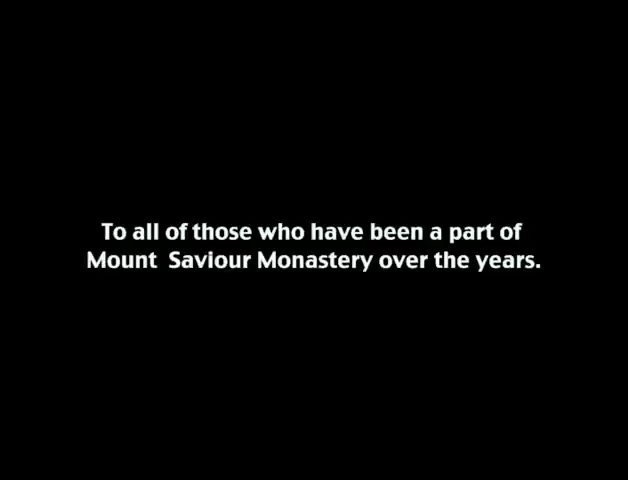 To all of those who have been a part of
Mount  Saviour Monastery over the years.